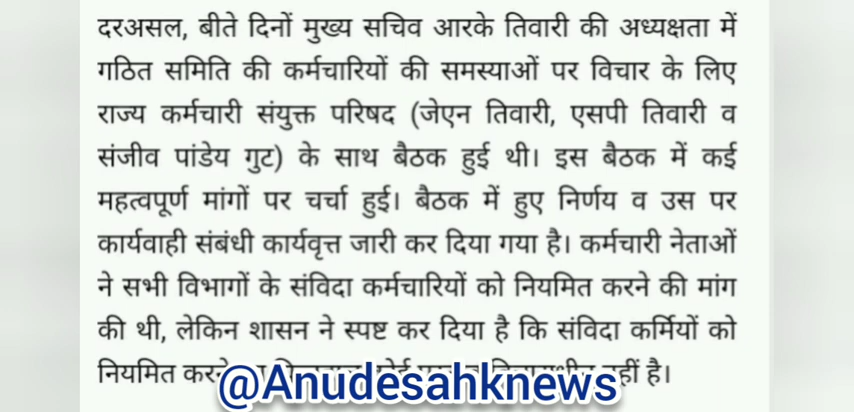 दरअसल, बीते दिनों मुख्य सचिव आरके तिवारी की अध्यक्षता में
गठित समिति की कर्मचारियों की समस्याओं पर विचार के लिए
राज्य कर्मचारी संयुक्त परिषद (जेएन तिवारी, एसपी तिवारी व
संजीव पांडेय गुट) के साथ बैठक हुई थी। इस बैठक में कई
महत्वपूर्ण मांगों पर चर्चा हुई। बैठक में हुए निर्णय व उस पर
कार्यवाही संबंधी कार्यवृत्त जारी कर दिया गया है। कर्मचारी नेताओं
ने सभी विभागों के संविदा कर्मचारियों को नियमित करने की मांग
की थी, लेकिन शासन ने स्पष्ट कर दिया है कि संविदा कर्मियों को
नियमित नहीं है।
@Anudesahknews